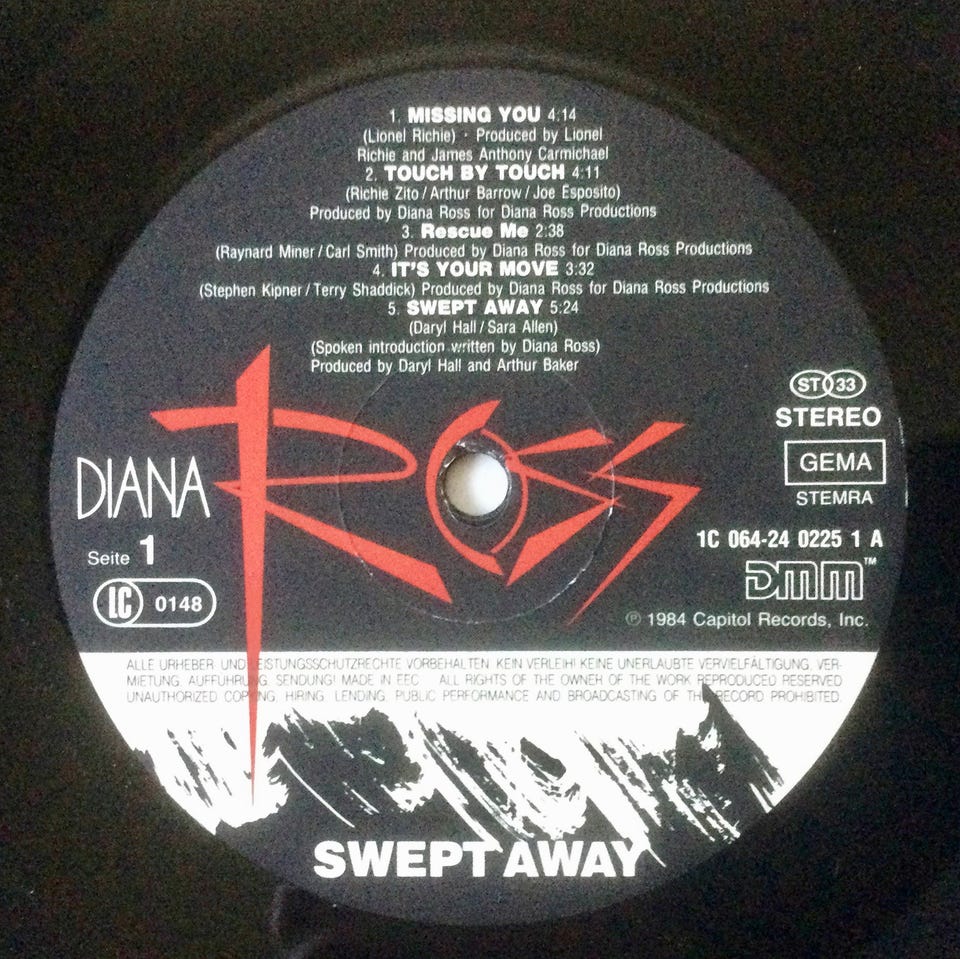 1. MISSING YOU 4:14
(Lionel Richie) · Produced by Lionel
Richie and James Anthony Carmichael
2. TOUCH BY TOUCH 4:11
(Richie Zito / Arthur Barrow / Joe Esposito)
Produced by Diana Ross for Diana Ross Productions
3. Rescue Me 2:38
(Raynard Miner / Carl Smith) Produced by Diana Ross for Diana Ross Productions
4. IT'S YOUR MOVE 3:32
(Stephen Kipner / Terry Shaddick) Produced by Diana Ross for Diana Ross Productions
5. SWEPT AWAY 5:24
(Daryl Hall / Sara Allen)
(Spoken introduction written by Diana Ross)
Produced by Daryl Hall and Arthur Baker
DIANA ROSS
Seite 1
LC 0148
ST 33
STEREO
GEMA
STEMRA
1C 064-24 0225 1 A
DMM™
℗ 1984 Capitol Records, Inc.
ALLE URHEBER UND LEISTUNGSSCHUTZRECHTE VORBEHALTEN. KEIN VERLEIH! KEINE UNERLAUBTE VERVIELFÄLTIGUNG, VER-
MIETUNG, AUFFÜHRUNG, SENDUNG! MADE IN EEC ALL RIGHTS OF THE OWNER OF THE WORK REPRODUCED RESERVED
UNAUTHORIZED COPYING, HIRING, LENDING, PUBLIC PERFORMANCE AND BROADCASTING OF THIS RECORD PROHIBITED.
SWEPT AWAY